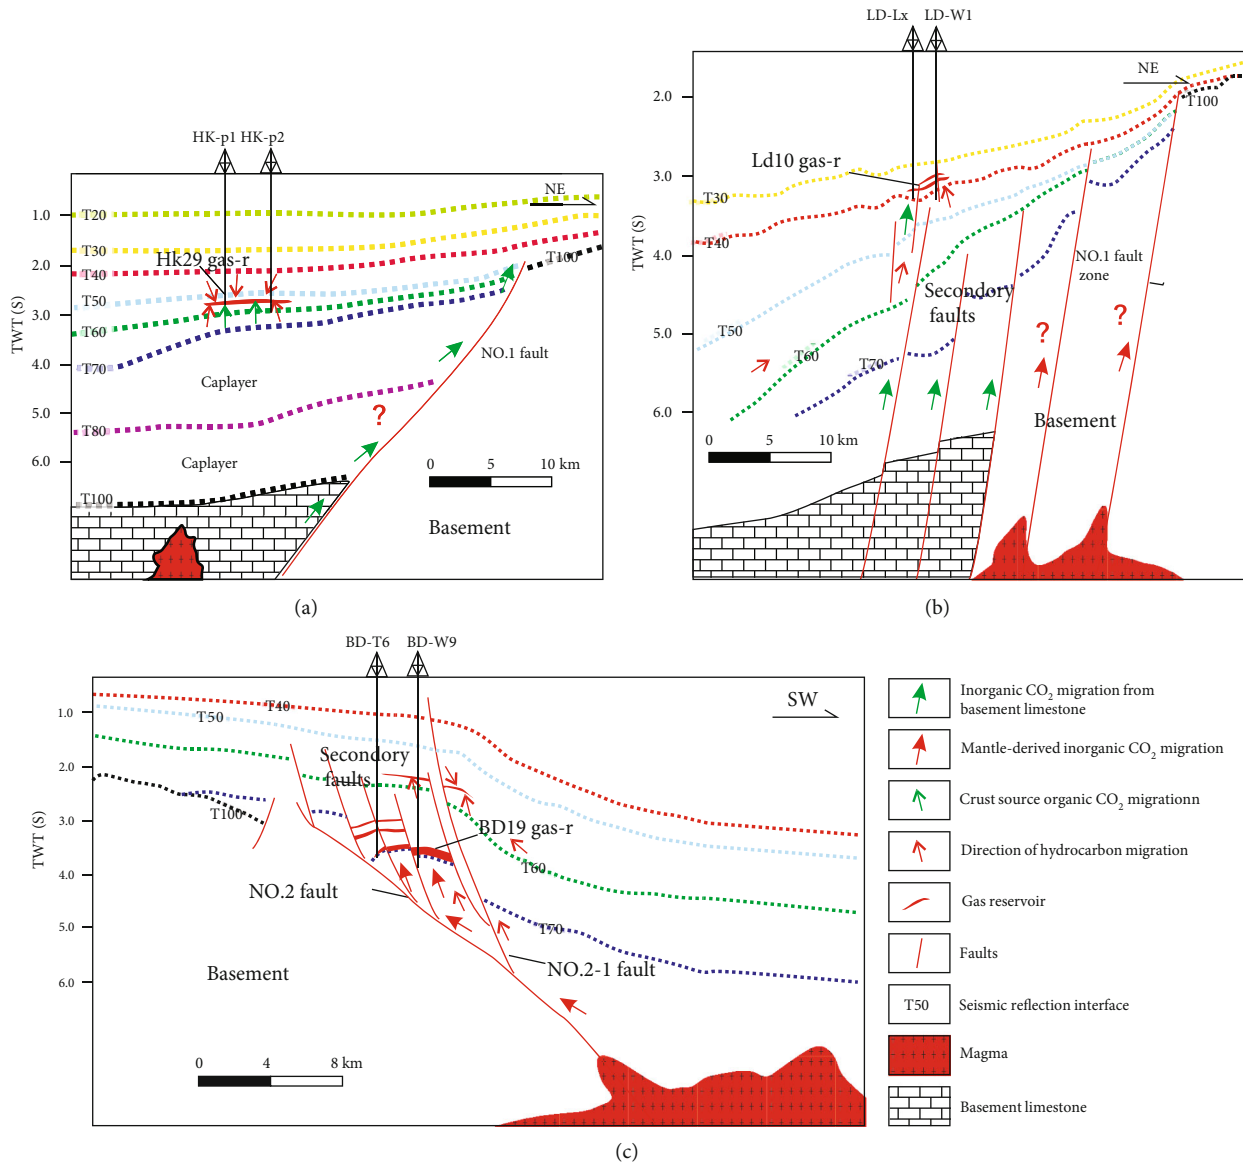 HK-p1 HK-p2
NE
1.0
2.0
3.0
4.0
5.0
6.0
TWT (S)
T20
T30
T40
T50
T60
T70
T80
T100
T100
Hk29 gas-r
NO.1 fault
Caplayer
Caplayer
?
0 5 10 km
Basement
(a)
LD-Lx LD-W1
NE
2.0
3.0
4.0
5.0
6.0
TWT (S)
T100
Ld10 gas-r
T30
T40
T50
T60
T70
NO.1 fault
zone
Secondory
faults
?
?
0 5 10 km
Basement
(b)
BD-T6 BD-W9
SW
1.0
2.0
3.0
4.0
5.0
6.0
TWT (S)
T40
T50
Secondory
faults
T100
BD19 gas-r
T60
NO.2 fault
T70
NO.2-1 fault
Basement
0 4 8 km
(c)
Inorganic CO2 migration from
basement limestone
Mantle-derived inorganic CO2 migration
Crust source organic CO2 migrationn
Direction of hydrocarbon migration
Gas reservoir
Faults
T50 Seismic reflection interface
Magma
Basement limestone